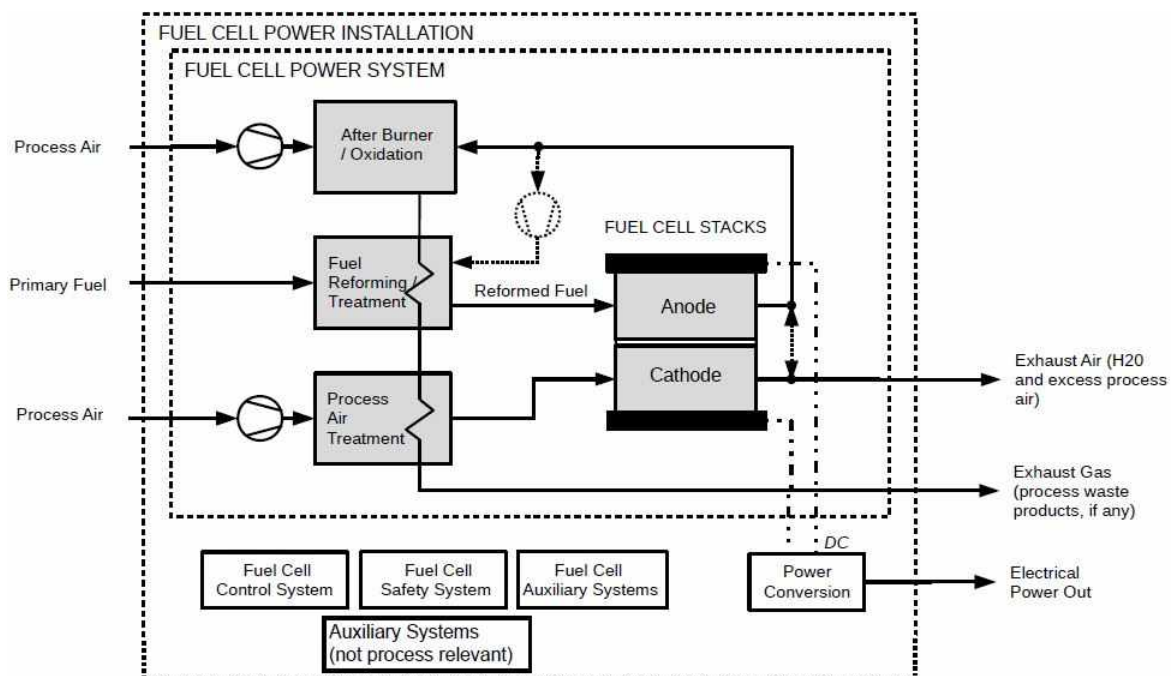 FUEL CELL POWER INSTALLATION
FUEL CELL POWER SYSTEM
Process Air
After Burner
/ Oxidation
FUEL CELL STACKS
Primary Fuel
Fuel
Reforming /
Treatment
Reformed Fuel
Anode
Cathode
Exhaust Air (H20
and excess process
air)
Process Air
Process
Air
Treatment
Exhaust Gas
(process waste
products, if any)
DC
Fuel Cell
Control System
Fuel Cell
Safety System
Fuel Cell
Auxiliary Systems
Power
Conversion
Electrical
Power Out
Auxiliary Systems
(not process relevant)